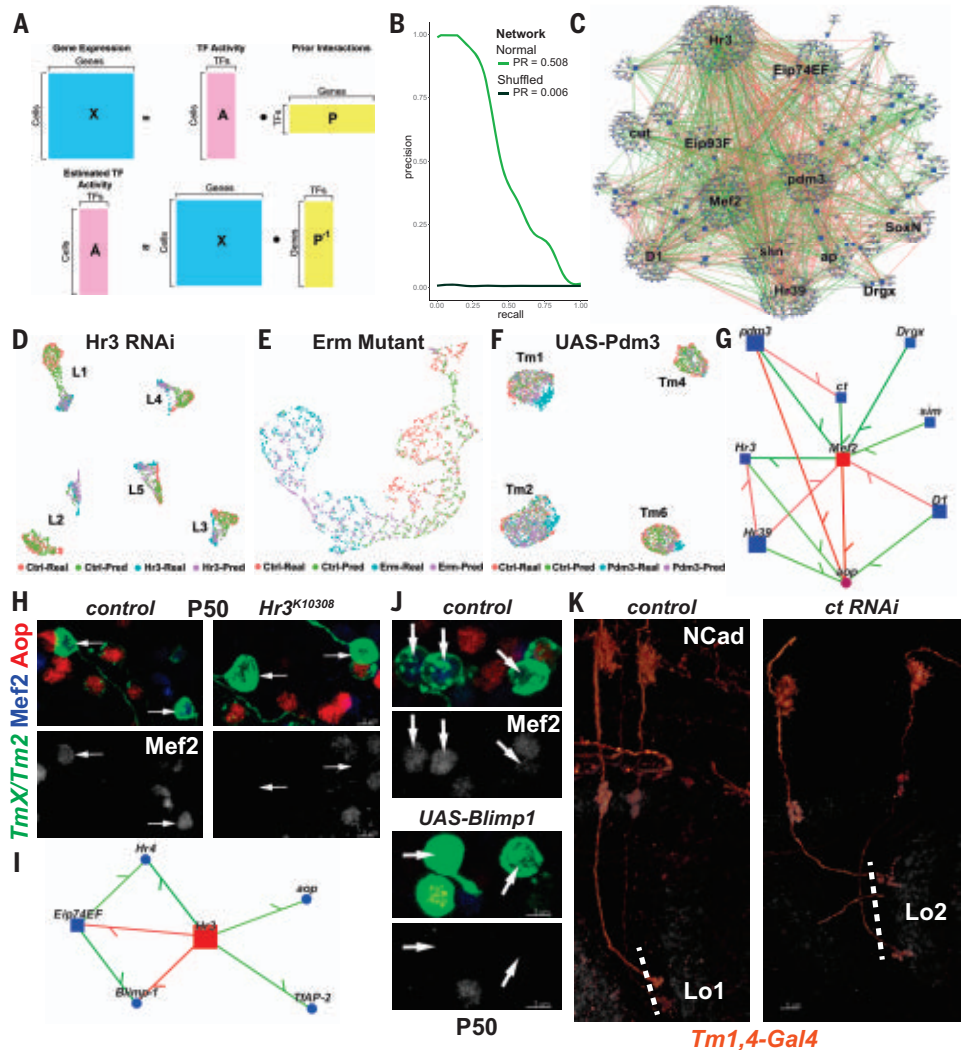 A
Gene Expression
TF Activity
Prior Interactions
Genes
TFs
Genes
Cells
X
=
Cells
A
TFs
P
Estimated TF
Activity
TFs
Genes
TFs
Cells
A
=
Cells
X
Genes
P-1
B
Network
Normal
PR = 0.508
Shuffled
PR = 0.006
precision
1.00
0.75
0.50
0.25
0.00
0.00
0.25
0.50
0.75
1.00
recall
C
Hr3
Eip74EF
cut
Eip93F
pdm3
Mef2
SoxN
D1
shn
ap
Hr39
Drgx
D
Hr3 RNAi
L1
L4
L5
L2
L3
Ctrl-Real Ctrl-Pred Hr3-Real Hr3-Pred
E
Erm Mutant
Ctrl-Real Ctrl-Pred Erm-Real Erm-Pred
F
UAS-Pdm3
Tm1
Tm4
Tm2
Tm6
Ctrl-Real Ctrl-Pred Pdm3-Real Pdm3-Pred
G
pdm3
Drgx
ct
sim
Hr3
Mef2
D1
Hr39
aop
H
control P50 Hr3K10308
TmX/Tm2 Mef2 Aop
Mef2
I
Hr4
aop
Eip74EF
Hr3
Blimp-1
TfAP-2
J
control
Mef2
UAS-Blimp1
P50
K
control
ct RNAi
NCad
Lo1
Lo2
Tm1,4-Gal4